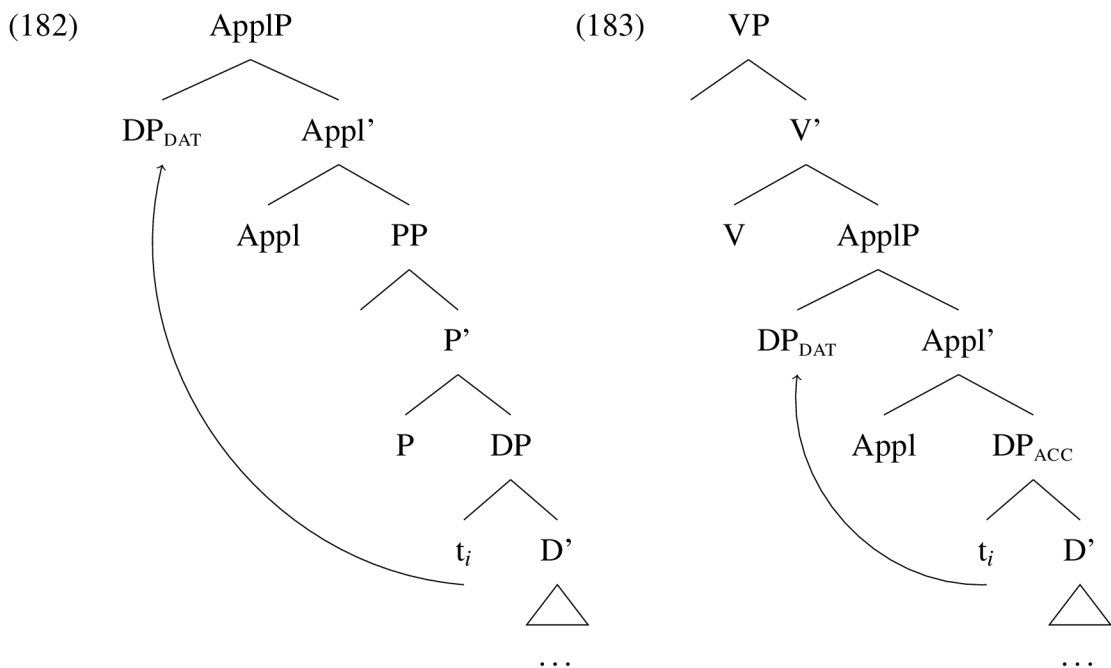 (182) ApplP (183) VP
DP_DAT Appl’ V’
Appl PP V ApplP
P’ DP_DAT Appl’
P DP Appl DP_ACC
t_i D’ t_i D’
... ...